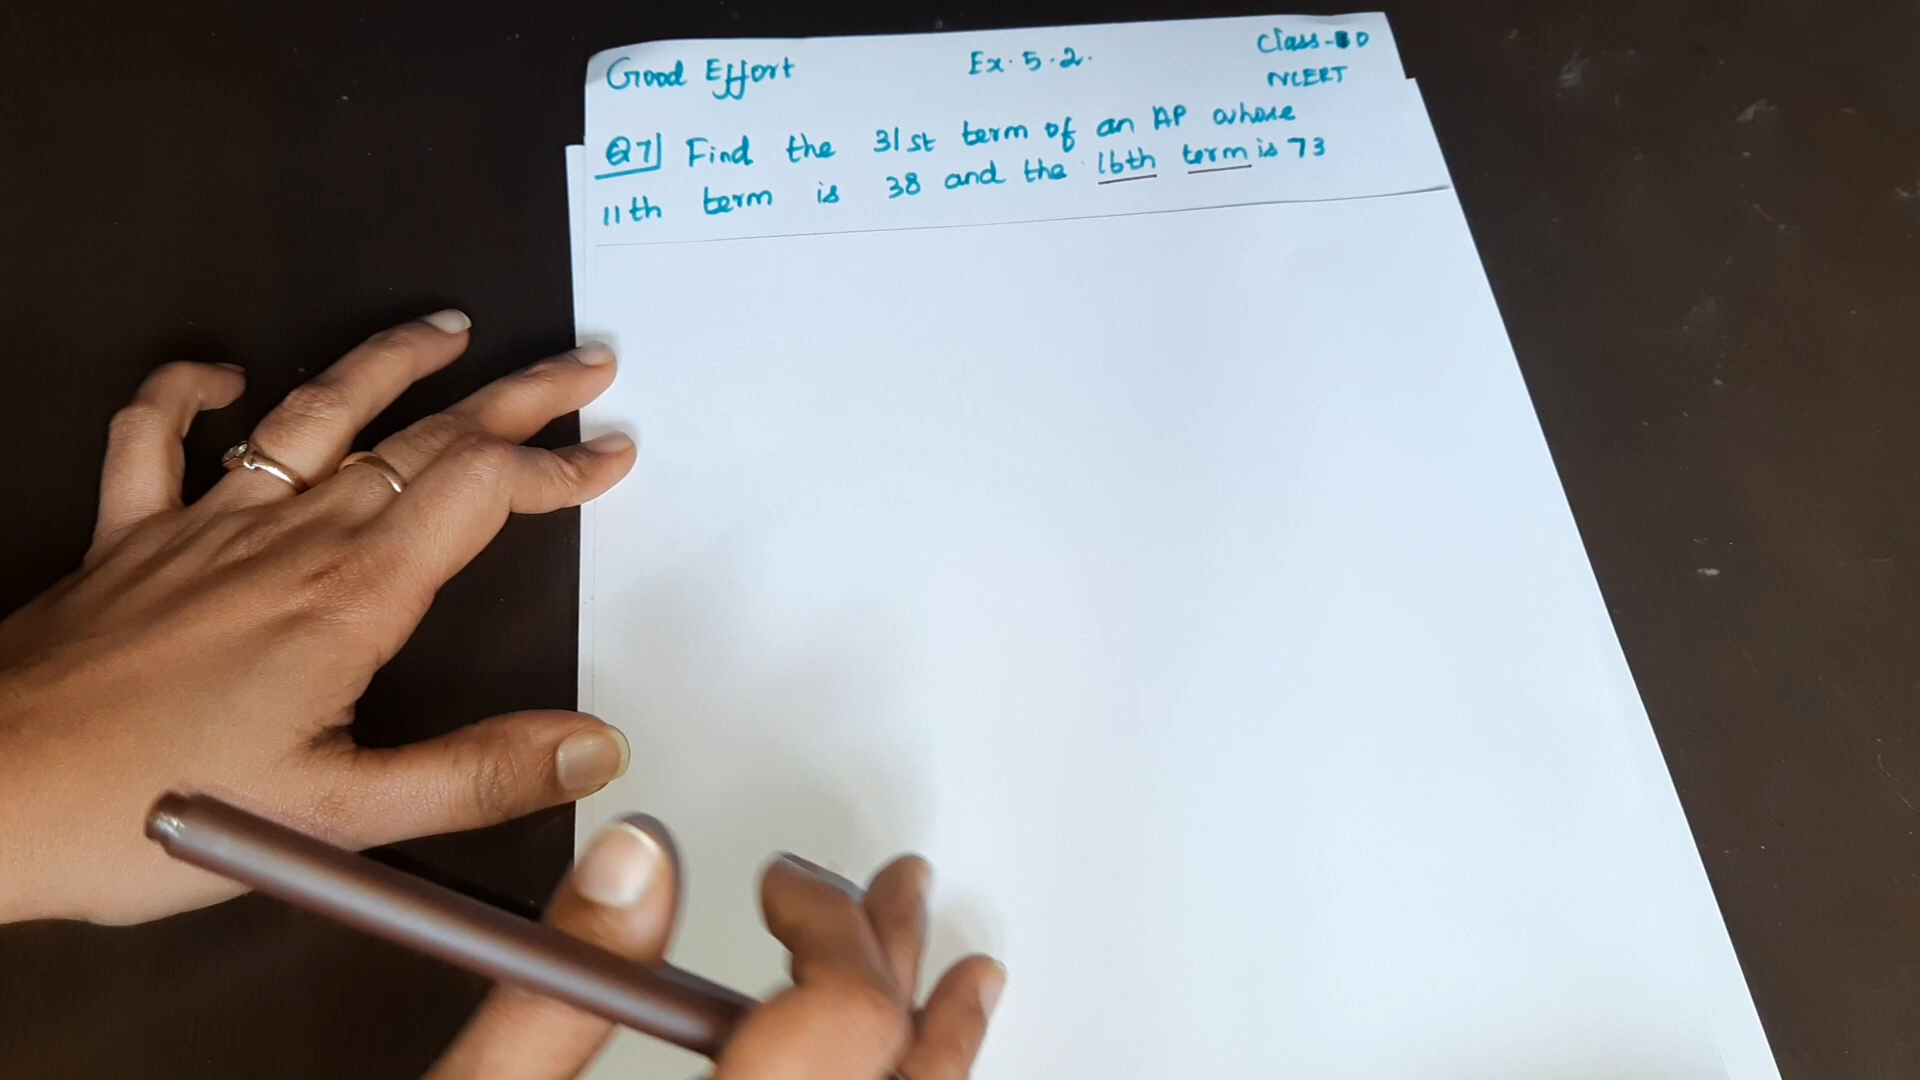 Good Effort Ex. 5.2. Class-10
NCERT
Q7] Find the 31st term of an AP whose
11th term is 38 and the 16th term is 73